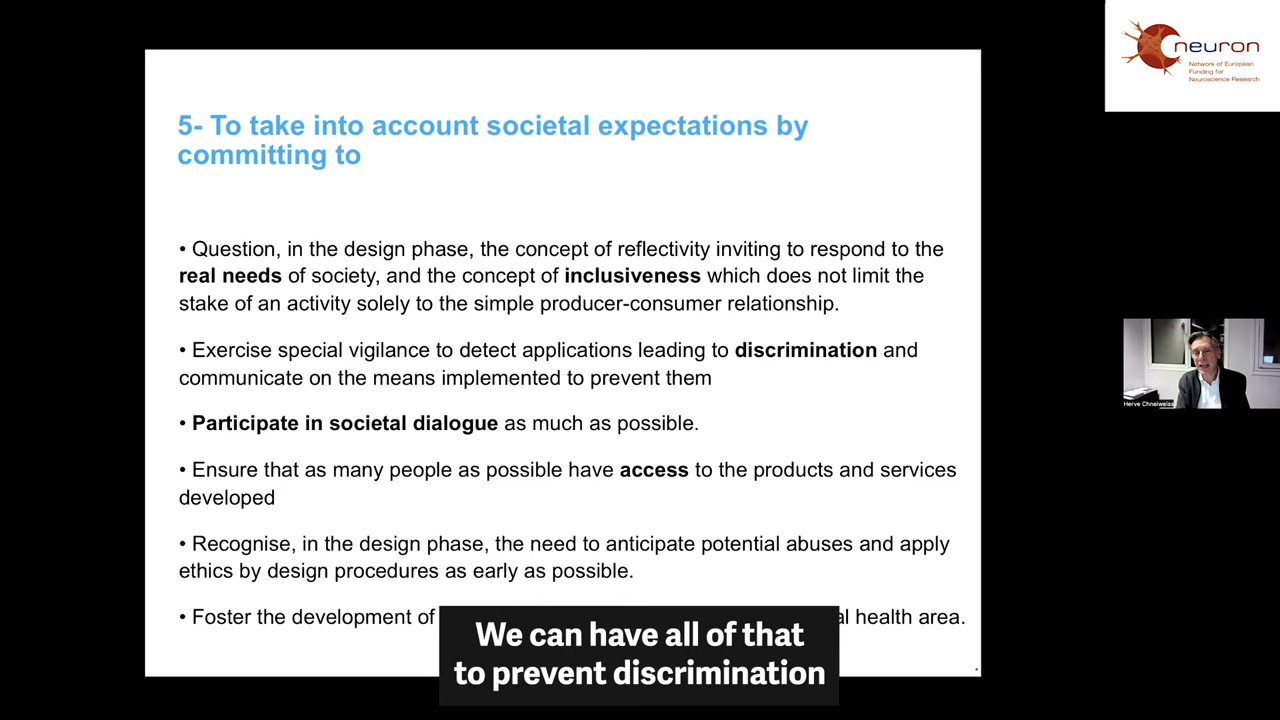 neuron
Network of European
Funding for
Neuroscience Research
5- To take into account societal expectations by
committing to
• Question, in the design phase, the concept of reflectivity inviting to respond to the
real needs of society, and the concept of inclusiveness which does not limit the
stake of an activity solely to the simple producer-consumer relationship.
• Exercise special vigilance to detect applications leading to discrimination and
communicate on the means implemented to prevent them
• Participate in societal dialogue as much as possible.
• Ensure that as many people as possible have access to the products and services
developed
• Recognise, in the design phase, the need to anticipate potential abuses and apply
ethics by design procedures as early as possible.
• Foster the development of al health area.
Herve Chneiweiss
We can have all of that
to prevent discrimination